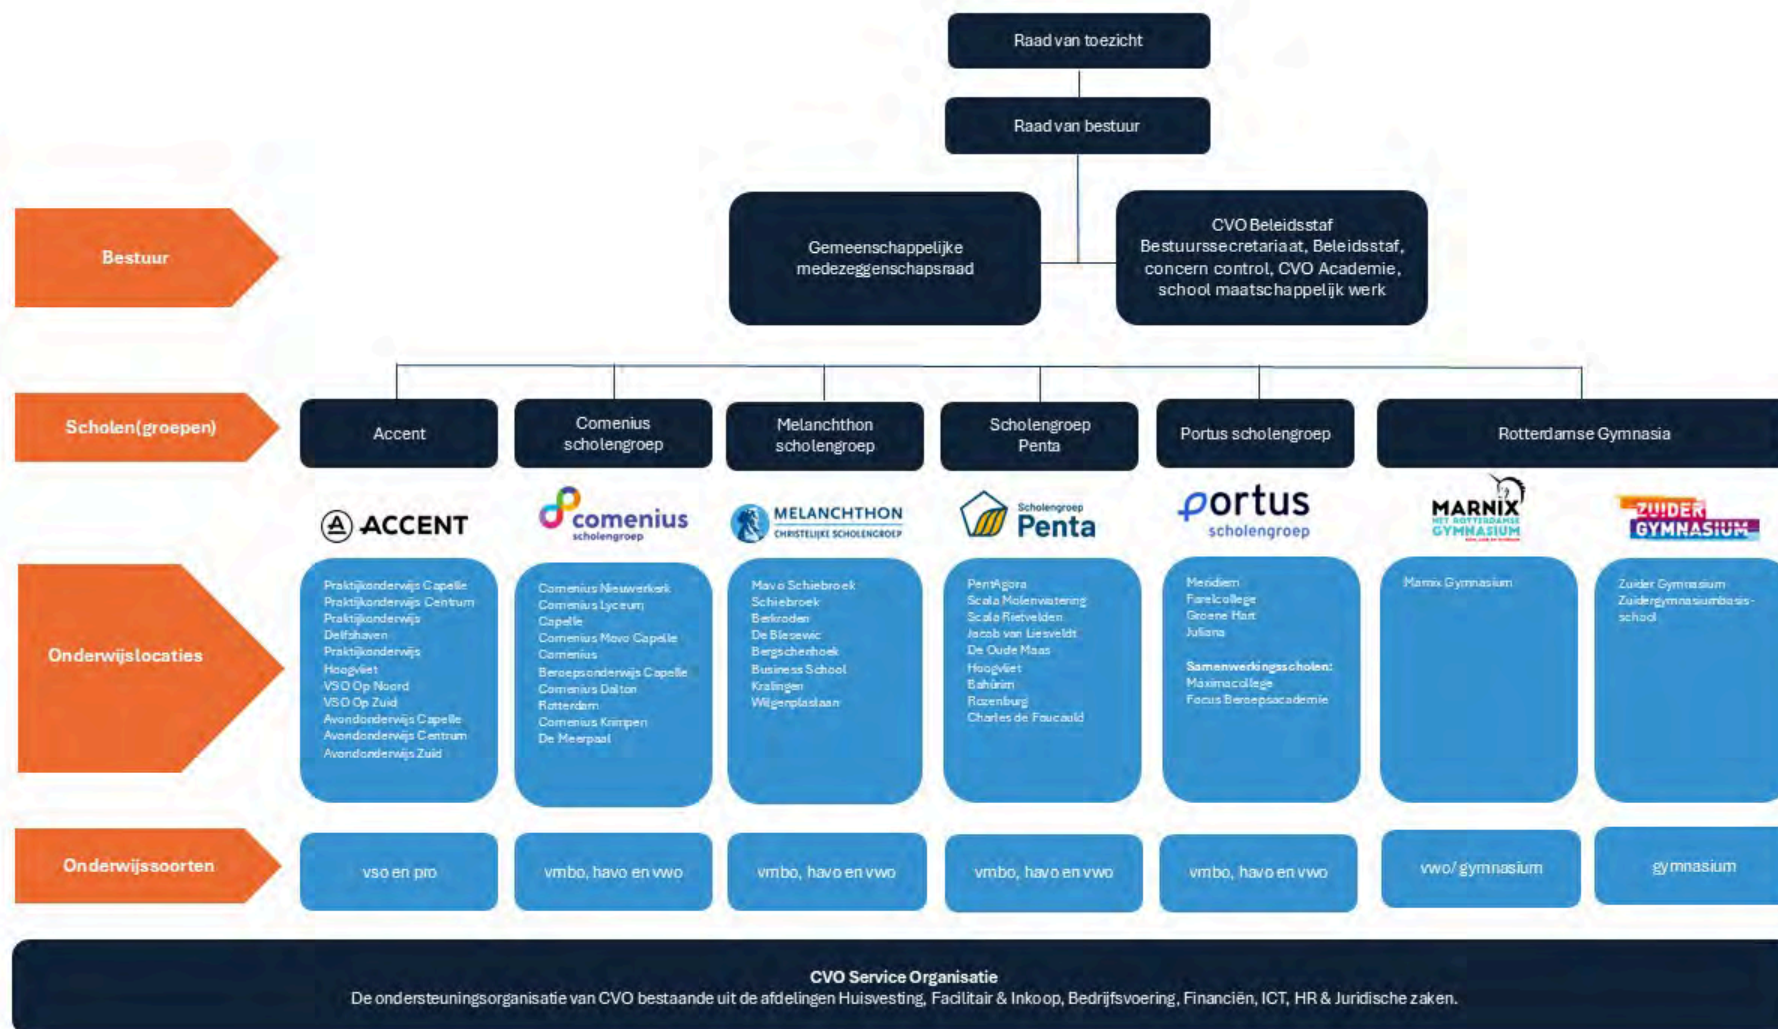 Raad van toezicht
Raad van bestuur
Bestuur
Gemeenschappelijke
medezeggenschapsraad
CVO Beleidsstaf
Bestuurssecretariaat, Beleidsstaf,
concern control, CVO Academie,
school maatschappelijk werk
Scholen(groepen)
Accent
Comenius
scholengroep
Melanchthon
scholengroep
Scholengroep
Penta
Portus scholengroep
Rotterdamse Gymnasia
ACCENT
comenius
scholengroep
MELANCHTHON
CHRISTELIJKE SCHOLENGROEP
Scholengroep
Penta
portus
scholengroep
MARNIX
HET ROTTERDAMSE
GYMNASIUM
ZUIDER
GYMNASIUM
Onderwijslocaties
Praktijkonderwijs Capelle
Praktijkonderwijs Centrum
Praktijkonderwijs
Delfshaven
Praktijkonderwijs
Hoogvliet
VSO Op Noord
VSO Op Zuid
Avondonderwijs Capelle
Avondonderwijs Centrum
Avondonderwijs Zuid
Comenius Nieuwerkerk
Comenius Lyceum
Capelle
Comenius Mavo Capelle
Comenius
Beroepsonderwijs Capelle
Comenius Dalton
Rotterdam
Comenius Krimpen
De Meerpaal
Mavo Schiebroek
Schiebroek
Berkroden
De Blesewic
Bergschenhoek
Business School
Kralingen
Wilgenplaslaan
PentAgora
Scala Molenwatering
Scala Rietvelden
Jacob van Liesveldt
De Oude Maas
Hoogvliet
Bahûrim
Rozenburg
Charles de Foucauld
Meridiem
Farelcollege
Groene Hart
Juliana
Samenwerkingsscholen:
Maximacollege
Focus Beroepsacademie
Marnix Gymnasium
Zuider Gymnasium
Zuidergymnasiumbasis-
school
Onderwijssoorten
vso en pro
vmbo, havo en vwo
vmbo, havo en vwo
vmbo, havo en vwo
vmbo, havo en vwo
vwo/gymnasium
gymnasium
CVO Service Organisatie
De ondersteuningsorganisatie van CVO bestaande uit de afdelingen Huisvesting, Facilitair & Inkoop, Bedrijfsvoering, Financiën, ICT, HR & Juridische zaken.